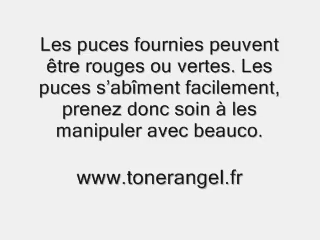 Les puces fournies peuvent
être rouges ou vertes. Les
puces s'abîment facilement,
prenez donc soin à les
manipuler avec beauco.
www.tonerangel.fr